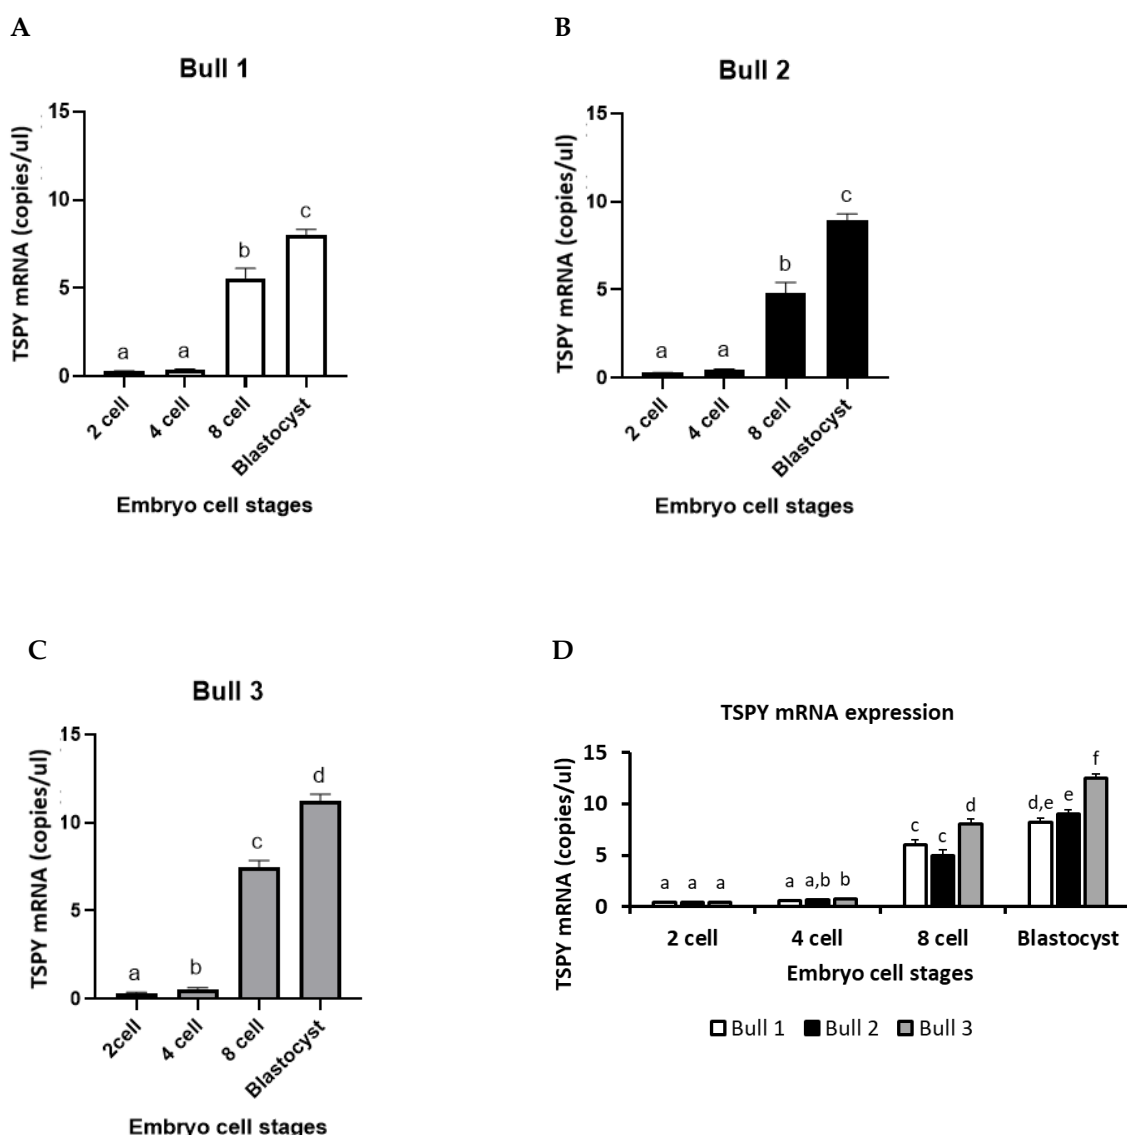 A
Bull 1
TSPY mRNA (copies/ul)
15
10
5
0
a
a
b
c
2 cell
4 cell
8 cell
Blastocyst
Embryo cell stages
B
Bull 2
TSPY mRNA (copies/ul)
15
10
5
0
a
a
b
c
2 cell
4 cell
8 cell
Blastocyst
Embryo cell stages
C
Bull 3
TSPY mRNA (copies/ul)
15
10
5
0
a
b
c
d
2cell
4 cell
8 cell
Blastocyst
Embryo cell stages
D
TSPY mRNA expression
TSPY mRNA (copies/ul)
15
10
5
0
a a a
a a,b b
c c d
d,e e f
2 cell 4 cell 8 cell Blastocyst
Embryo cell stages
Bull 1 Bull 2 Bull 3